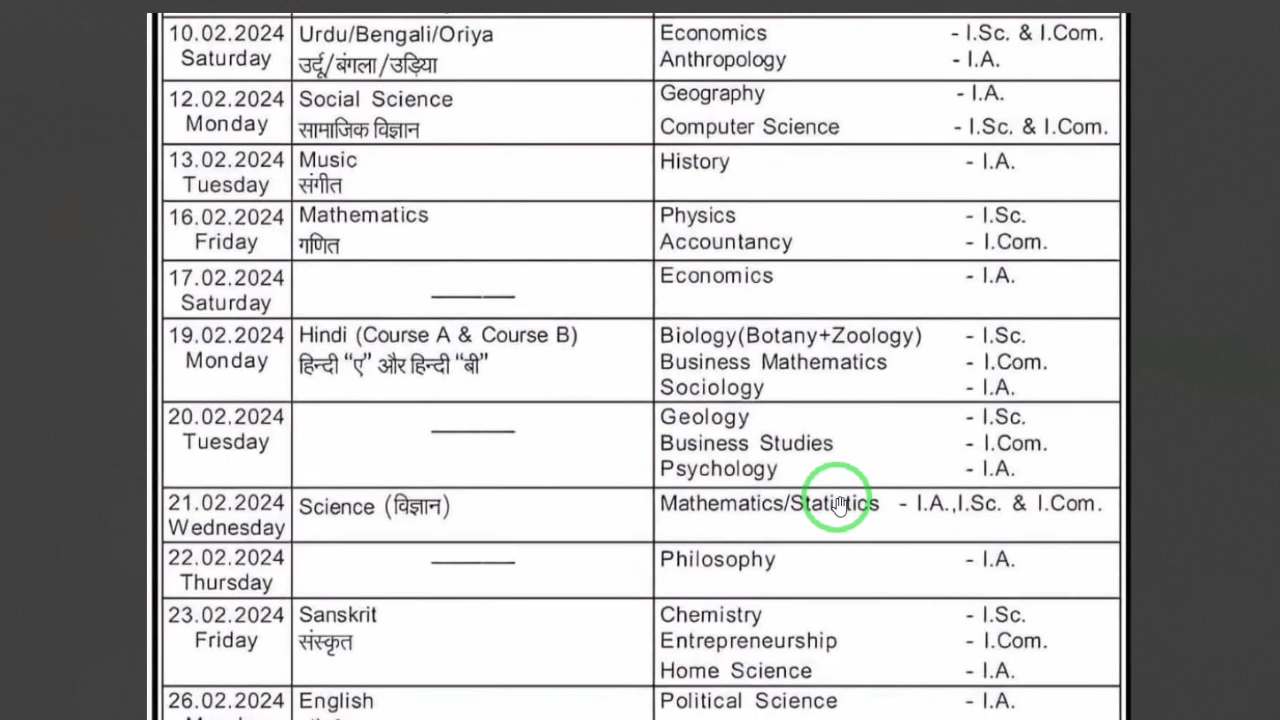 10.02.2024 Urdu/Bengali/Oriya Economics - I.Sc. & I.Com.
Saturday उर्दू/बंगला/उड़िया Anthropology - I.A.
12.02.2024 Social Science Geography - I.A.
Monday सामाजिक विज्ञान Computer Science - I.Sc. & I.Com.
13.02.2024 Music History - I.A.
Tuesday संगीत
16.02.2024 Mathematics Physics - I.Sc.
Friday गणित Accountancy - I.Com.
17.02.2024 Economics - I.A.
Saturday
19.02.2024 Hindi (Course A & Course B) Biology(Botany+Zoology) - I.Sc.
Monday हिन्दी “ए” और हिन्दी “बी” Business Mathematics - I.Com.
Sociology - I.A.
20.02.2024 Geology - I.Sc.
Tuesday Business Studies - I.Com.
Psychology - I.A.
21.02.2024 Science (विज्ञान) Mathematics/Statistics - I.A.,I.Sc. & I.Com.
Wednesday
22.02.2024 Philosophy - I.A.
Thursday
23.02.2024 Sanskrit Chemistry - I.Sc.
Friday संस्कृत Entrepreneurship - I.Com.
Home Science - I.A.
26.02.2024 English Political Science - I.A.